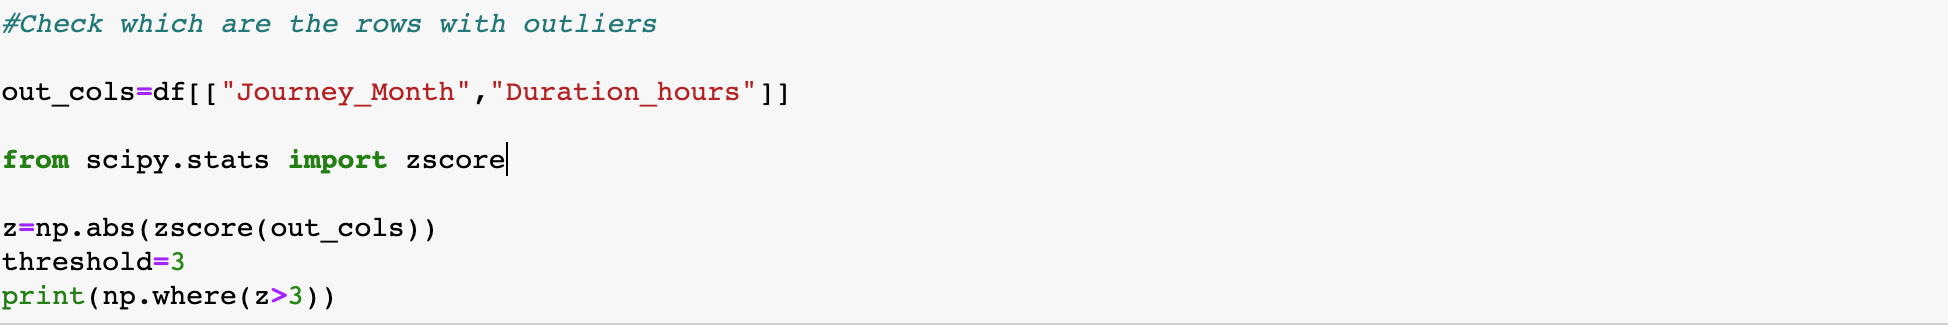 #Check which are the rows with outliers
out_cols=df[["Journey_Month","Duration_hours"]]
from scipy.stats import zscore
z=np.abs(zscore(out_cols))
threshold=3
print(np.where(z>3))